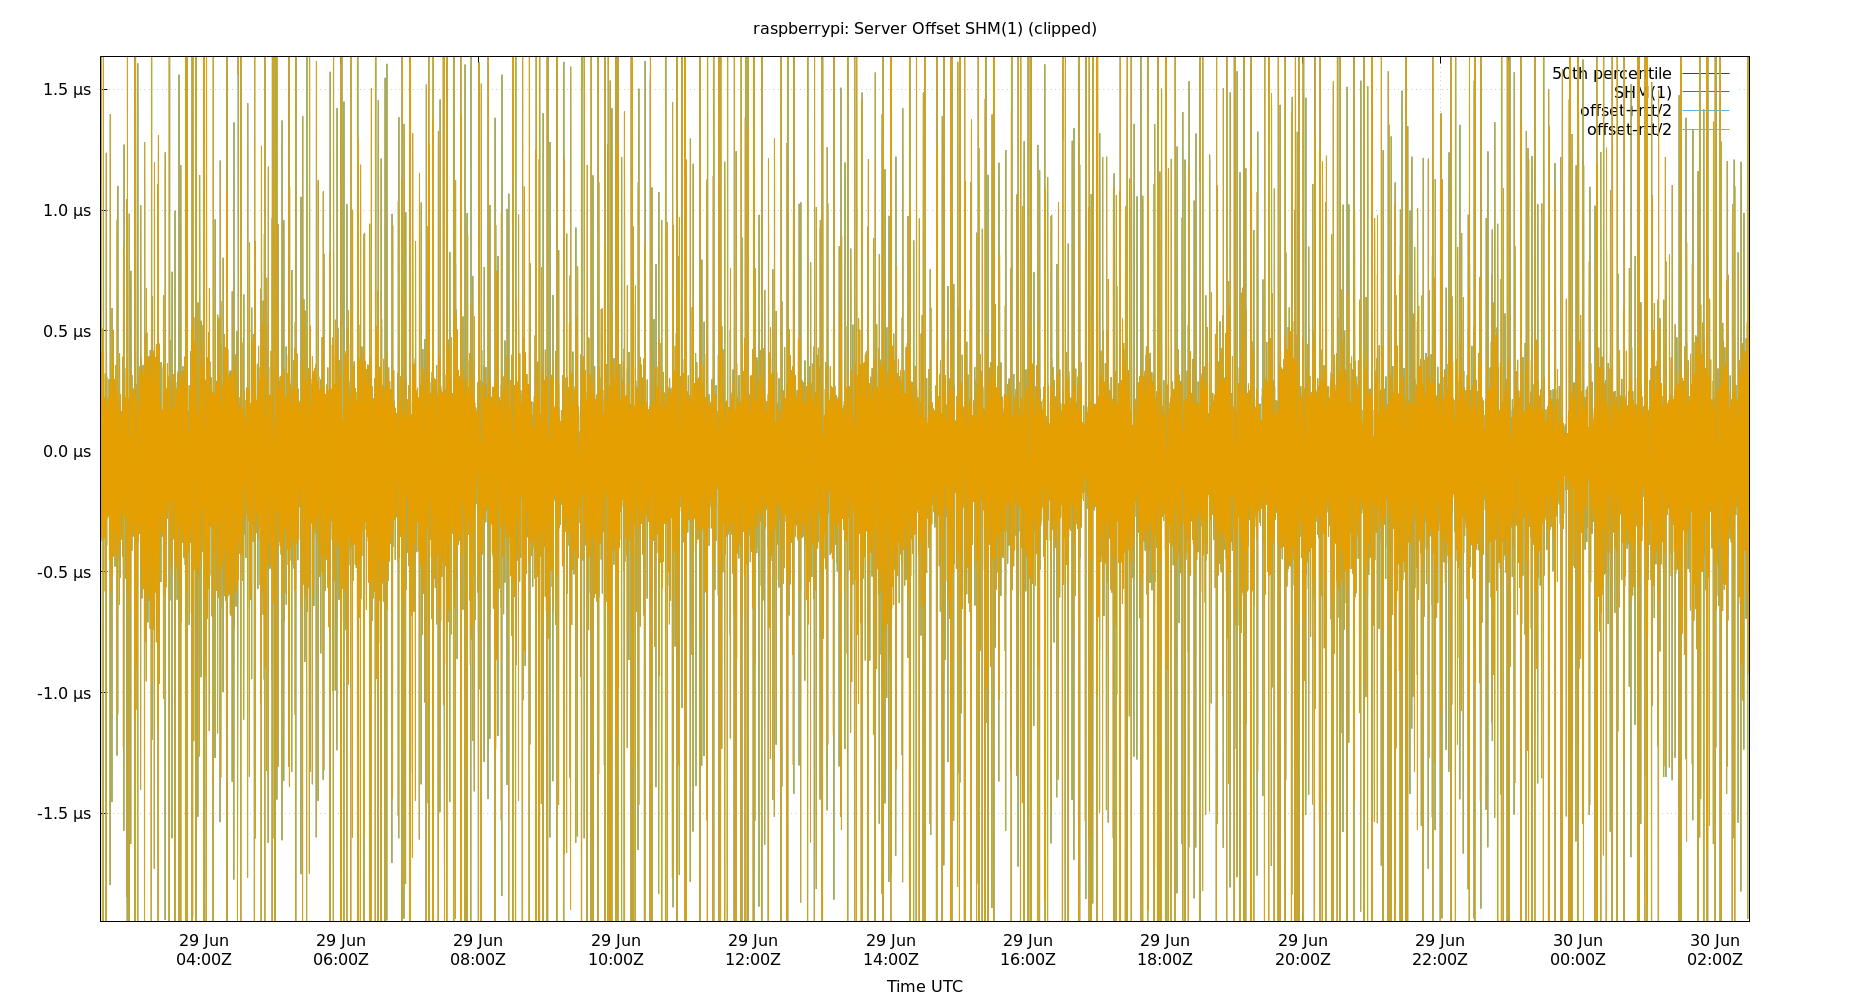 raspberrypi: Server Offset SHM(1) (clipped)
50th percentile
SHM(1)
offset+rtt/2
offset-rtt/2
1.5 µs
1.0 µs
0.5 µs
0.0 µs
-0.5 µs
-1.0 µs
-1.5 µs
29 Jun 29 Jun 29 Jun 29 Jun 29 Jun 29 Jun 29 Jun 29 Jun 29 Jun 29 Jun 30 Jun 30 Jun
04:00Z 06:00Z 08:00Z 10:00Z 12:00Z 14:00Z 16:00Z 18:00Z 20:00Z 22:00Z 00:00Z 02:00Z
Time UTC